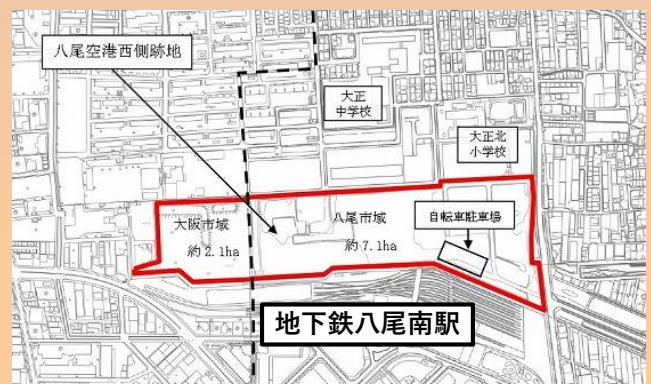 八尾空港西側跡地
大正
中学校
大正北
小学校
大阪市域
約2.1ha
八尾市域
約7.1ha
自転車駐車場
地下鉄八尾南駅